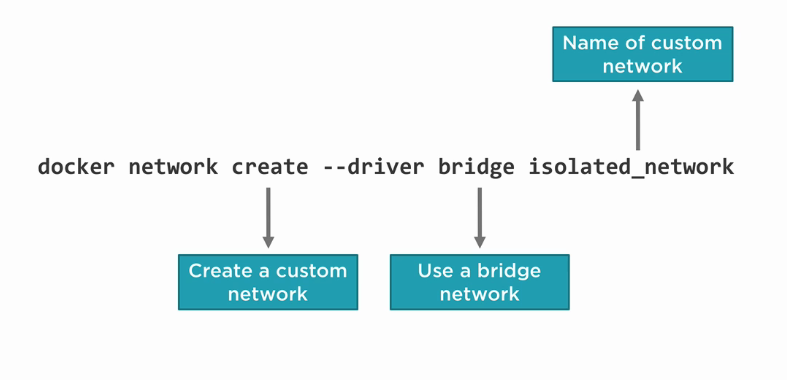 Name of custom
network
docker network create --driver bridge isolated_network
Create a custom
network
Use a bridge
network